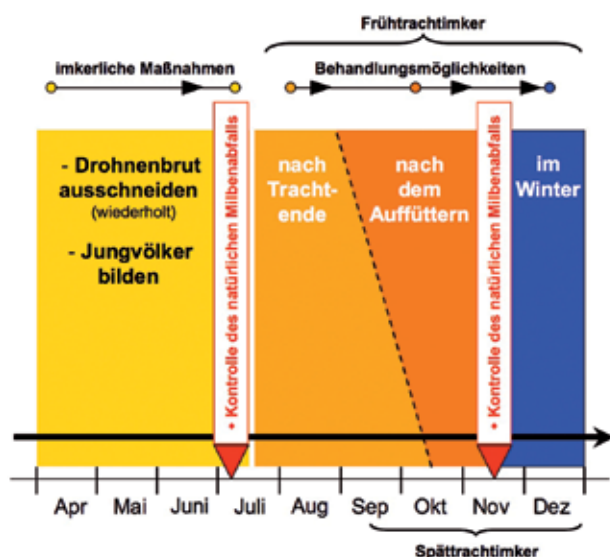 Frühtrachtimker
imkerliche Maßnahmen
Behandlungsmöglichkeiten
- Drohnenbrut
ausschneiden
(wiederholt)
- Jungvölker
bilden
• Kontrolle des natürlichen Milbenabfalls
nach
Tracht-
ende
nach
dem
Auffüttern
• Kontrolle des natürlichen Milbenabfalls
im
Winter
Apr Mai Juni Juli Aug Sep Okt Nov Dez
Spättrachtimker